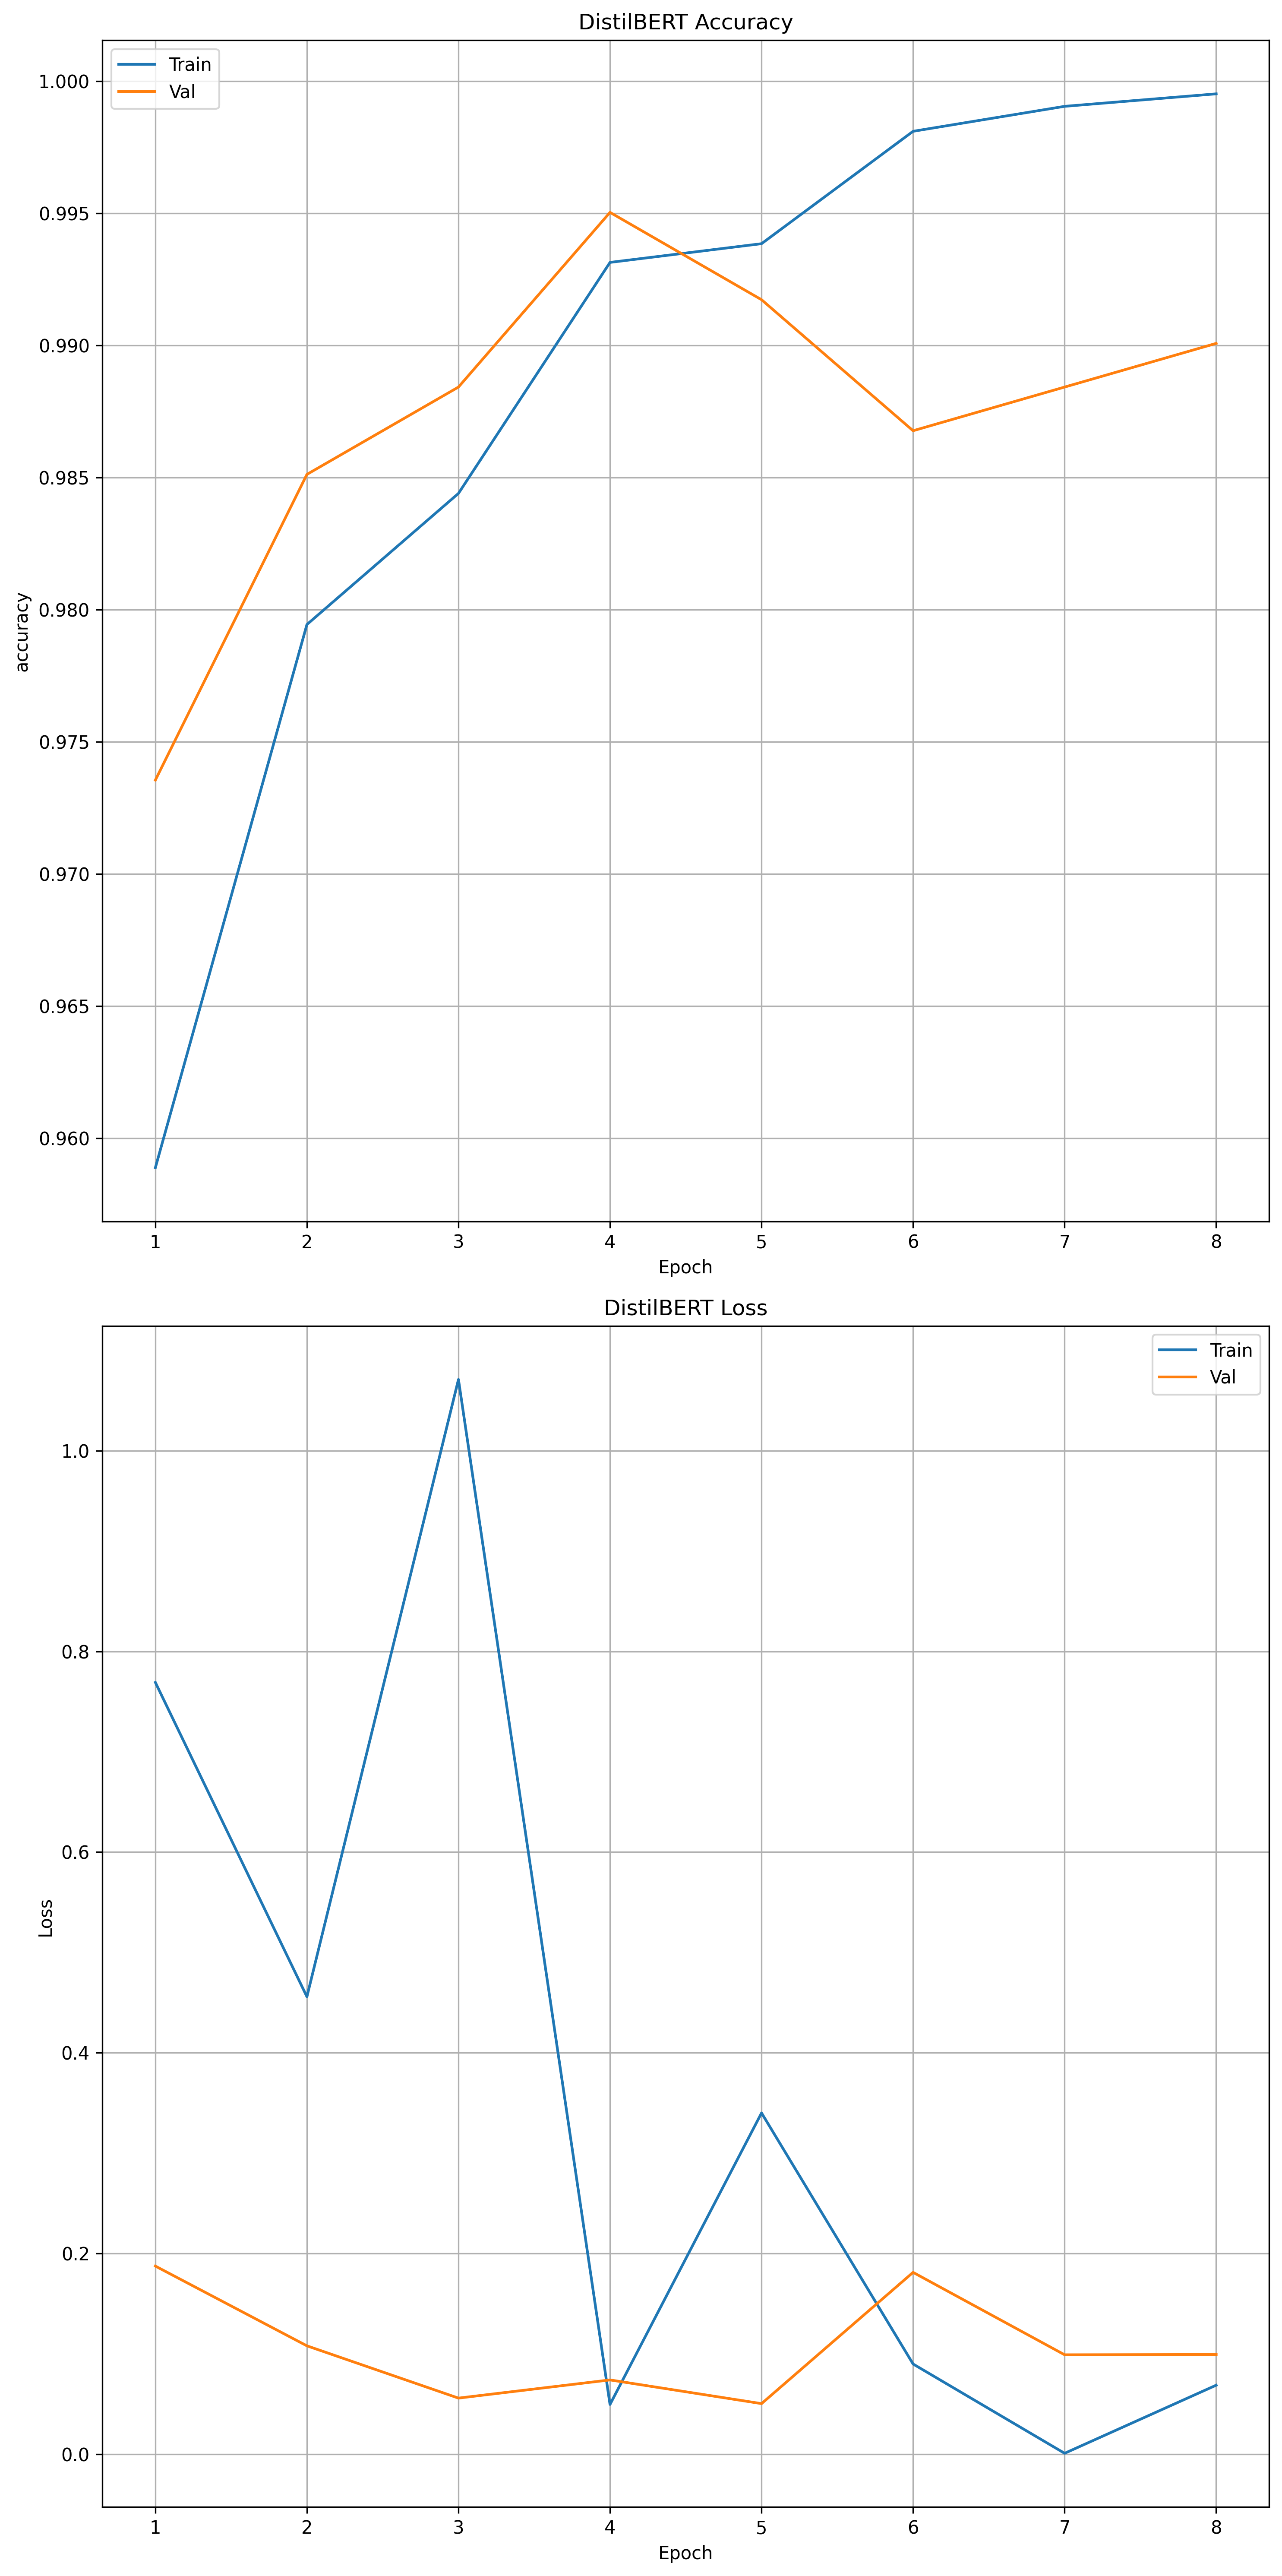 DistilBERT Accuracy
Train
Val
1.000
0.995
0.990
0.985
0.980
0.975
0.970
0.965
0.960
accuracy
1 2 3 4 5 6 7 8
Epoch
DistilBERT Loss
Train
Val
1.0
0.8
0.6
0.4
0.2
0.0
Loss
1 2 3 4 5 6 7 8
Epoch